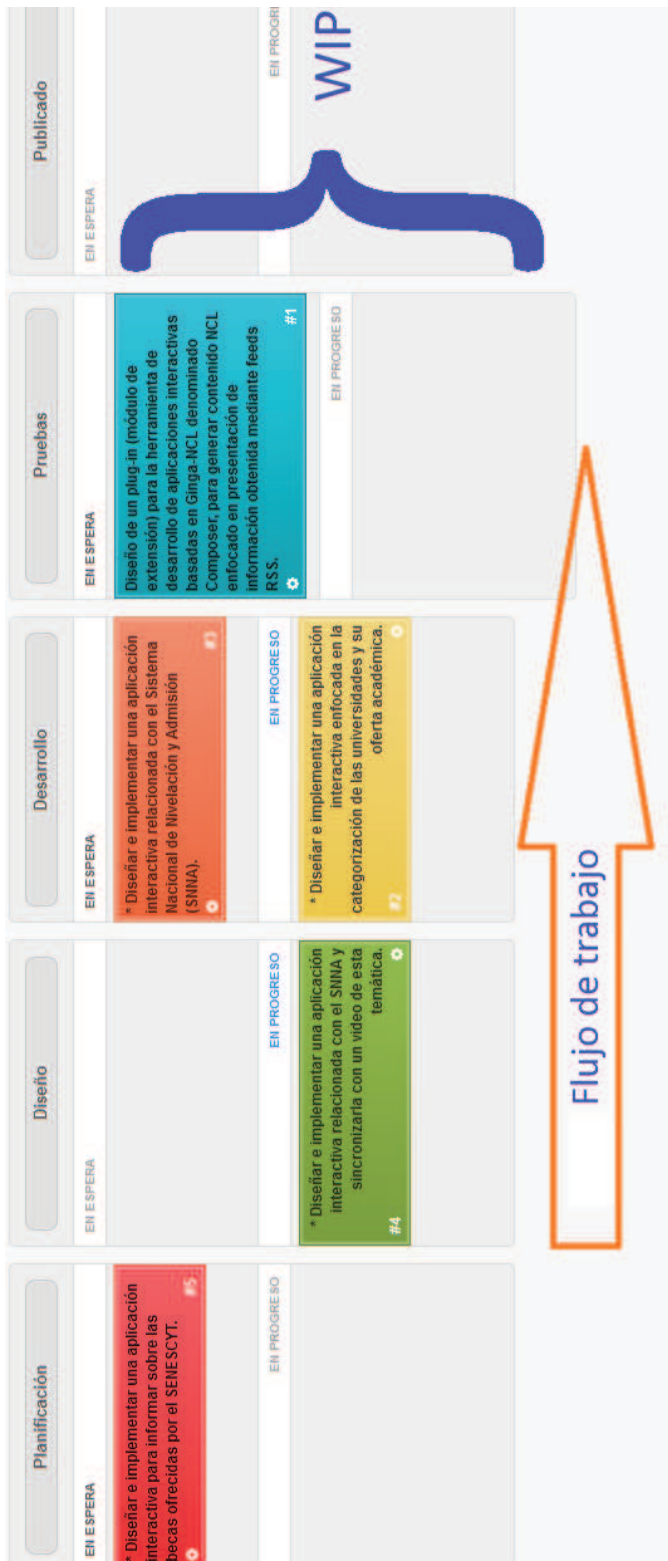 Planificación
EN ESPERA
* Diseñar e implementar una aplicación
interactiva para informar sobre las
becas ofrecidas por el SENESCYT.
#5
EN PROGRESO
Diseño
EN ESPERA
EN PROGRESO
* Diseñar e implementar una aplicación
interactiva relacionada con el SNNA y
sincronizarla con un video de esta
temática.
#4
Desarrollo
EN ESPERA
* Diseñar e implementar una aplicación
interactiva relacionada con el Sistema
Nacional de Nivelación y Admisión
(SNNA).
#3
EN PROGRESO
* Diseñar e implementar una aplicación
interactiva enfocada en la
categorización de las universidades y su
oferta académica.
#2
Pruebas
EN ESPERA
Diseño de un plug-in (módulo de
extensión) para la herramienta de
desarrollo de aplicaciones interactivas
basadas en Ginga-NCL denominado
Composer, para generar contenido NCL
enfocado en presentación de
información obtenida mediante feeds
RSS.
#1
EN PROGRESO
Publicado
EN ESPERA
EN PROGRE
WIP
Flujo de trabajo